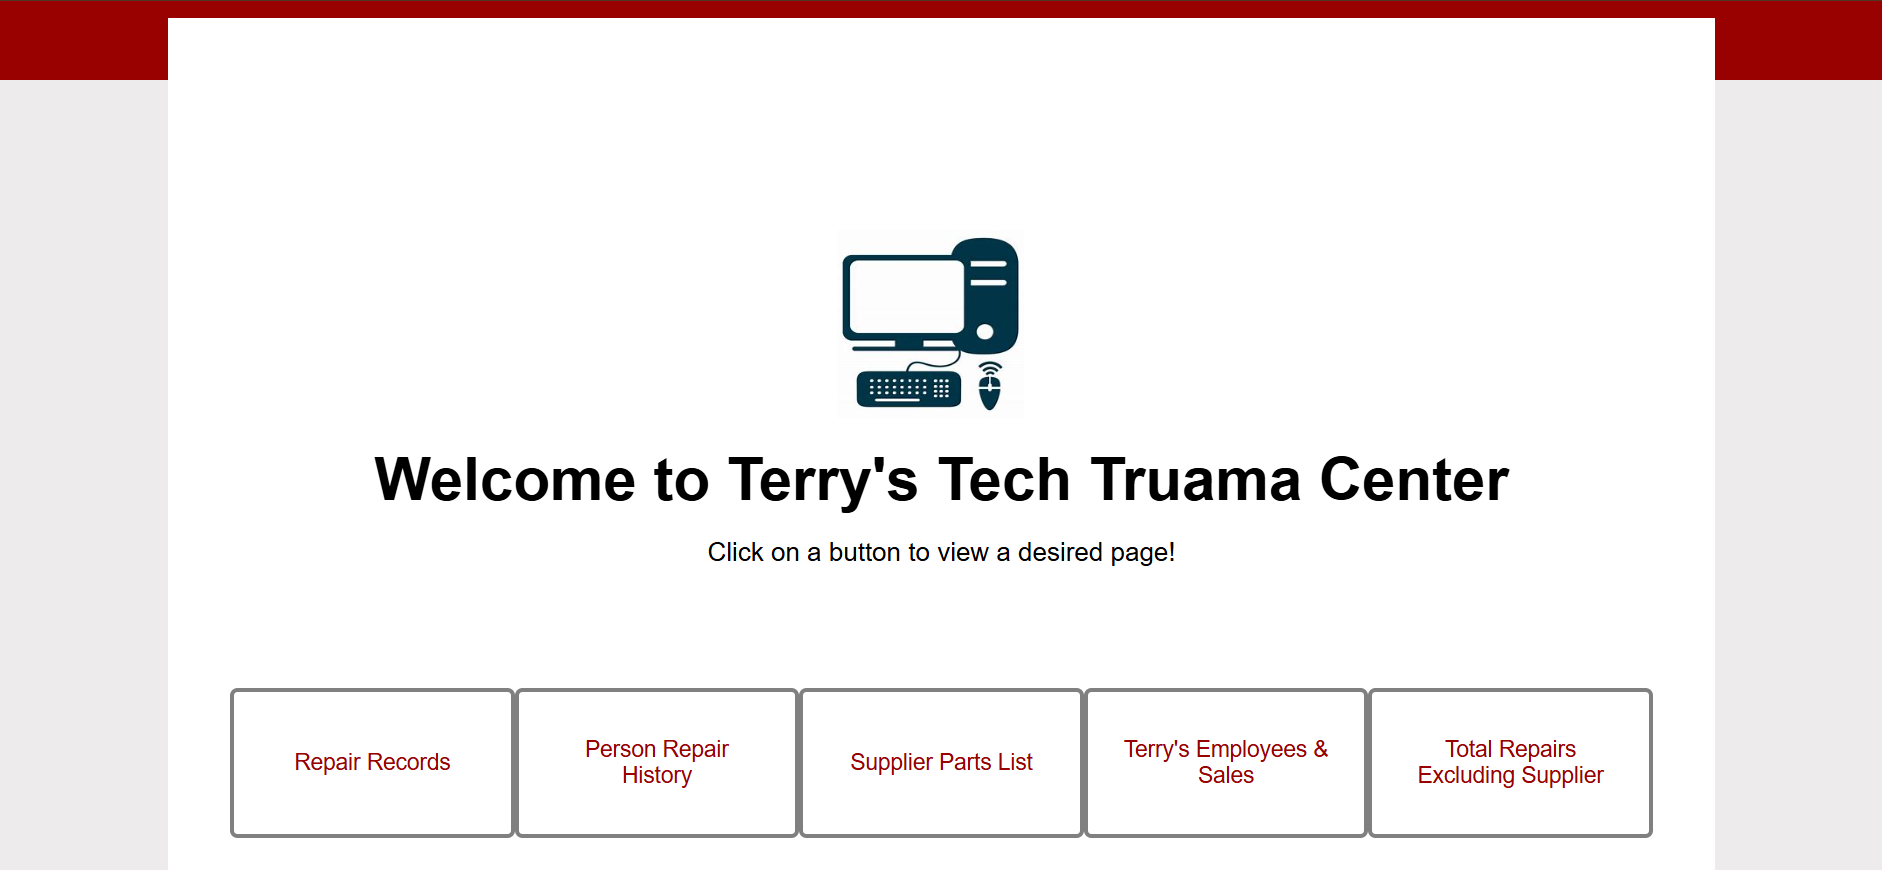 Welcome to Terry's Tech Truama Center
Click on a button to view a desired page!
Repair Records
Person Repair
History
Supplier Parts List
Terry's Employees &
Sales
Total Repairs
Excluding Supplier